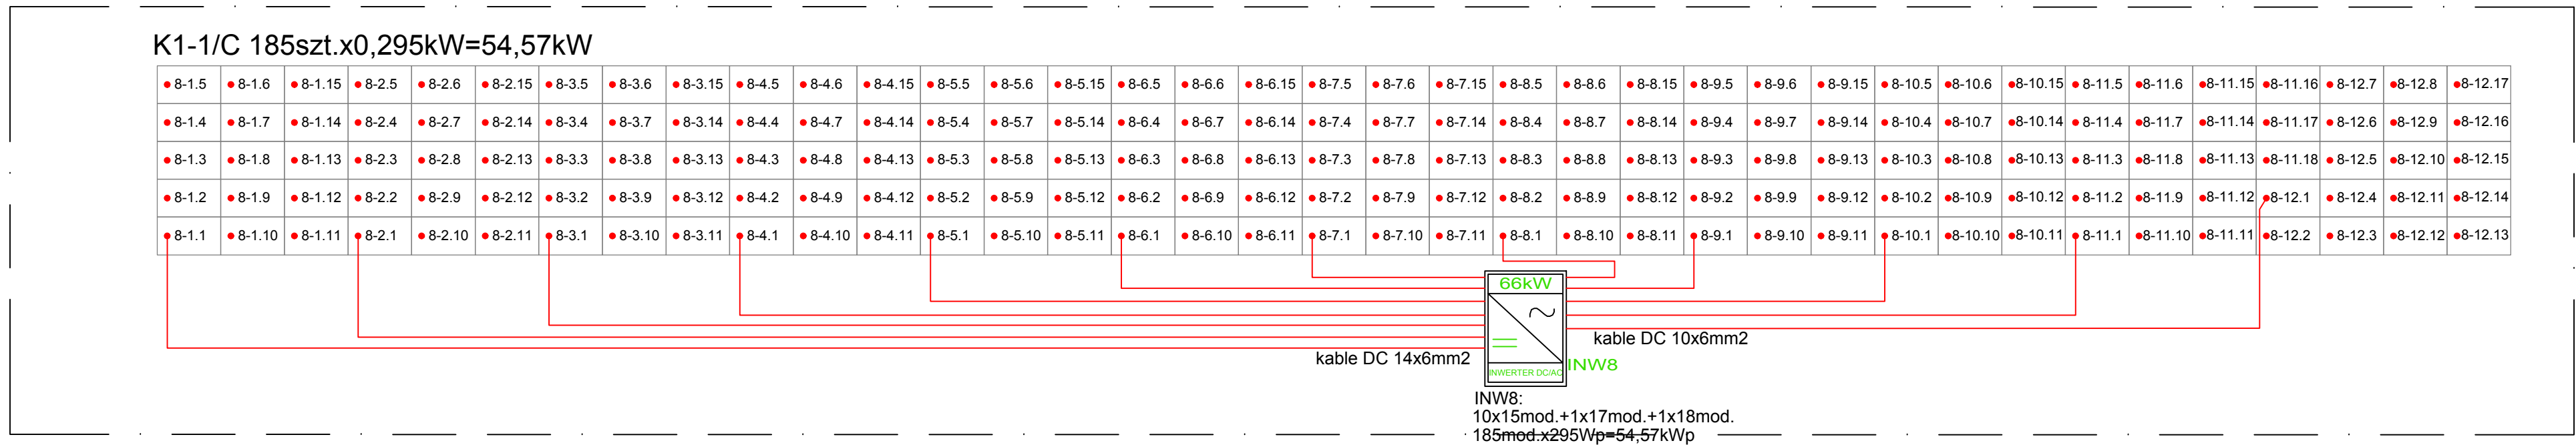 K1-1/C 185szt.x0,295kW=54,57kW
8-1.5 8-1.6 8-1.15 8-2.5 8-2.6 8-2.15 8-3.5 8-3.6 8-3.15 8-4.5 8-4.6 8-4.15 8-5.5 8-5.6 8-5.15 8-6.5 8-6.6 8-6.15 8-7.5 8-7.6 8-7.15 8-8.5 8-8.6 8-8.15 8-9.5 8-9.6 8-9.15 8-10.5 8-10.6 8-10.15 8-11.5 8-11.6 8-11.15 8-11.16 8-12.7 8-12.8 8-12.17
8-1.4 8-1.7 8-1.14 8-2.4 8-2.7 8-2.14 8-3.4 8-3.7 8-3.14 8-4.4 8-4.7 8-4.14 8-5.4 8-5.7 8-5.14 8-6.4 8-6.7 8-6.14 8-7.4 8-7.7 8-7.14 8-8.4 8-8.7 8-8.14 8-9.4 8-9.7 8-9.14 8-10.4 8-10.7 8-10.14 8-11.4 8-11.7 8-11.14 8-11.17 8-12.6 8-12.9 8-12.16
8-1.3 8-1.8 8-1.13 8-2.3 8-2.8 8-2.13 8-3.3 8-3.8 8-3.13 8-4.3 8-4.8 8-4.13 8-5.3 8-5.8 8-5.13 8-6.3 8-6.8 8-6.13 8-7.3 8-7.8 8-7.13 8-8.3 8-8.8 8-8.13 8-9.3 8-9.8 8-9.13 8-10.3 8-10.8 8-10.13 8-11.3 8-11.8 8-11.13 8-11.18 8-12.5 8-12.10 8-12.15
8-1.2 8-1.9 8-1.12 8-2.2 8-2.9 8-2.12 8-3.2 8-3.9 8-3.12 8-4.2 8-4.9 8-4.12 8-5.2 8-5.9 8-5.12 8-6.2 8-6.9 8-6.12 8-7.2 8-7.9 8-7.12 8-8.2 8-8.9 8-8.12 8-9.2 8-9.9 8-9.12 8-10.2 8-10.9 8-10.12 8-11.2 8-11.9 8-11.12 8-12.1 8-12.4 8-12.11 8-12.14
8-1.1 8-1.10 8-1.11 8-2.1 8-2.10 8-2.11 8-3.1 8-3.10 8-3.11 8-4.1 8-4.10 8-4.11 8-5.1 8-5.10 8-5.11 8-6.1 8-6.10 8-6.11 8-7.1 8-7.10 8-7.11 8-8.1 8-8.10 8-8.11 8-9.1 8-9.10 8-9.11 8-10.1 8-10.10 8-10.11 8-11.1 8-11.10 8-11.11 8-12.2 8-12.3 8-12.12 8-12.13
66kW
kable DC 10x6mm2
kable DC 14x6mm2
INW8
INWERTER DC/AC
INW8:
10x15mod.+1x17mod.+1x18mod.
185mod.x295Wp=54,57kWp